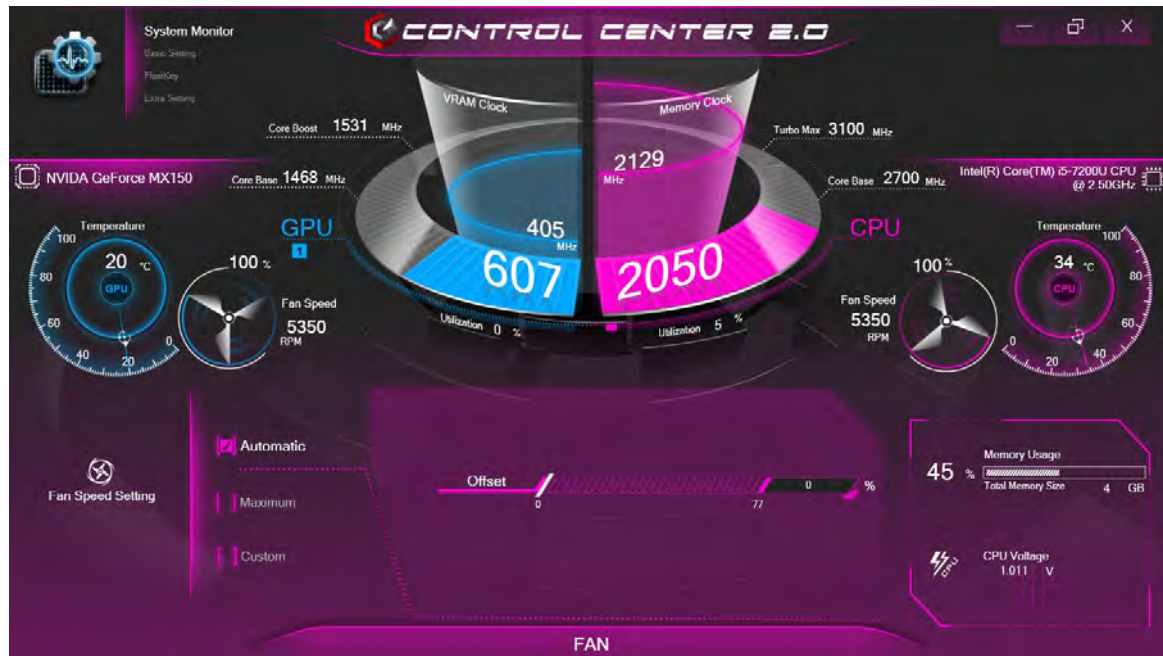 System Monitor
Basic Setting
FlexiKey
Extra Setting
CONTROL CENTER 2.0
VRAM Clock
Memory Clock
Core Boost 1531 MHz
Turbo Max 3100 MHz
2129
MHz
NVIDA GeForce MX150
Core Base 1468 MHz
Core Base 2700 MHz
Intel(R) Core(TM) i5-7200U CPU
@ 2.50GHz
GPU
1
405
MHz
CPU
607
2050
Utilization 0 %
Utilization 5 %
Temperature
20 °C
GPU
100
80
60
40
20
0
100 %
Fan Speed
5350
RPM
100 %
Fan Speed
5350
RPM
Temperature
34 °C
CPU
100
80
60
40
20
0
Fan Speed Setting
Automatic
Maximum
Custom
Offset
0 %
0
77
45 %
Memory Usage
Total Memory Size 4 GB
CPU
CPU Voltage
1.011 V
FAN